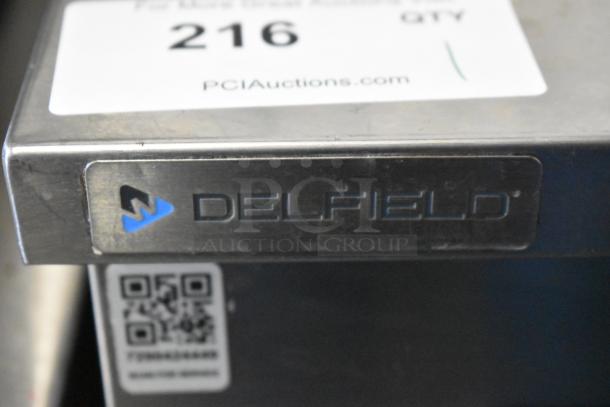 For More Great Auctions Visit
216
QTY
PCIAuctions.com
DELFIELD
PCI
AUCTION GROUP